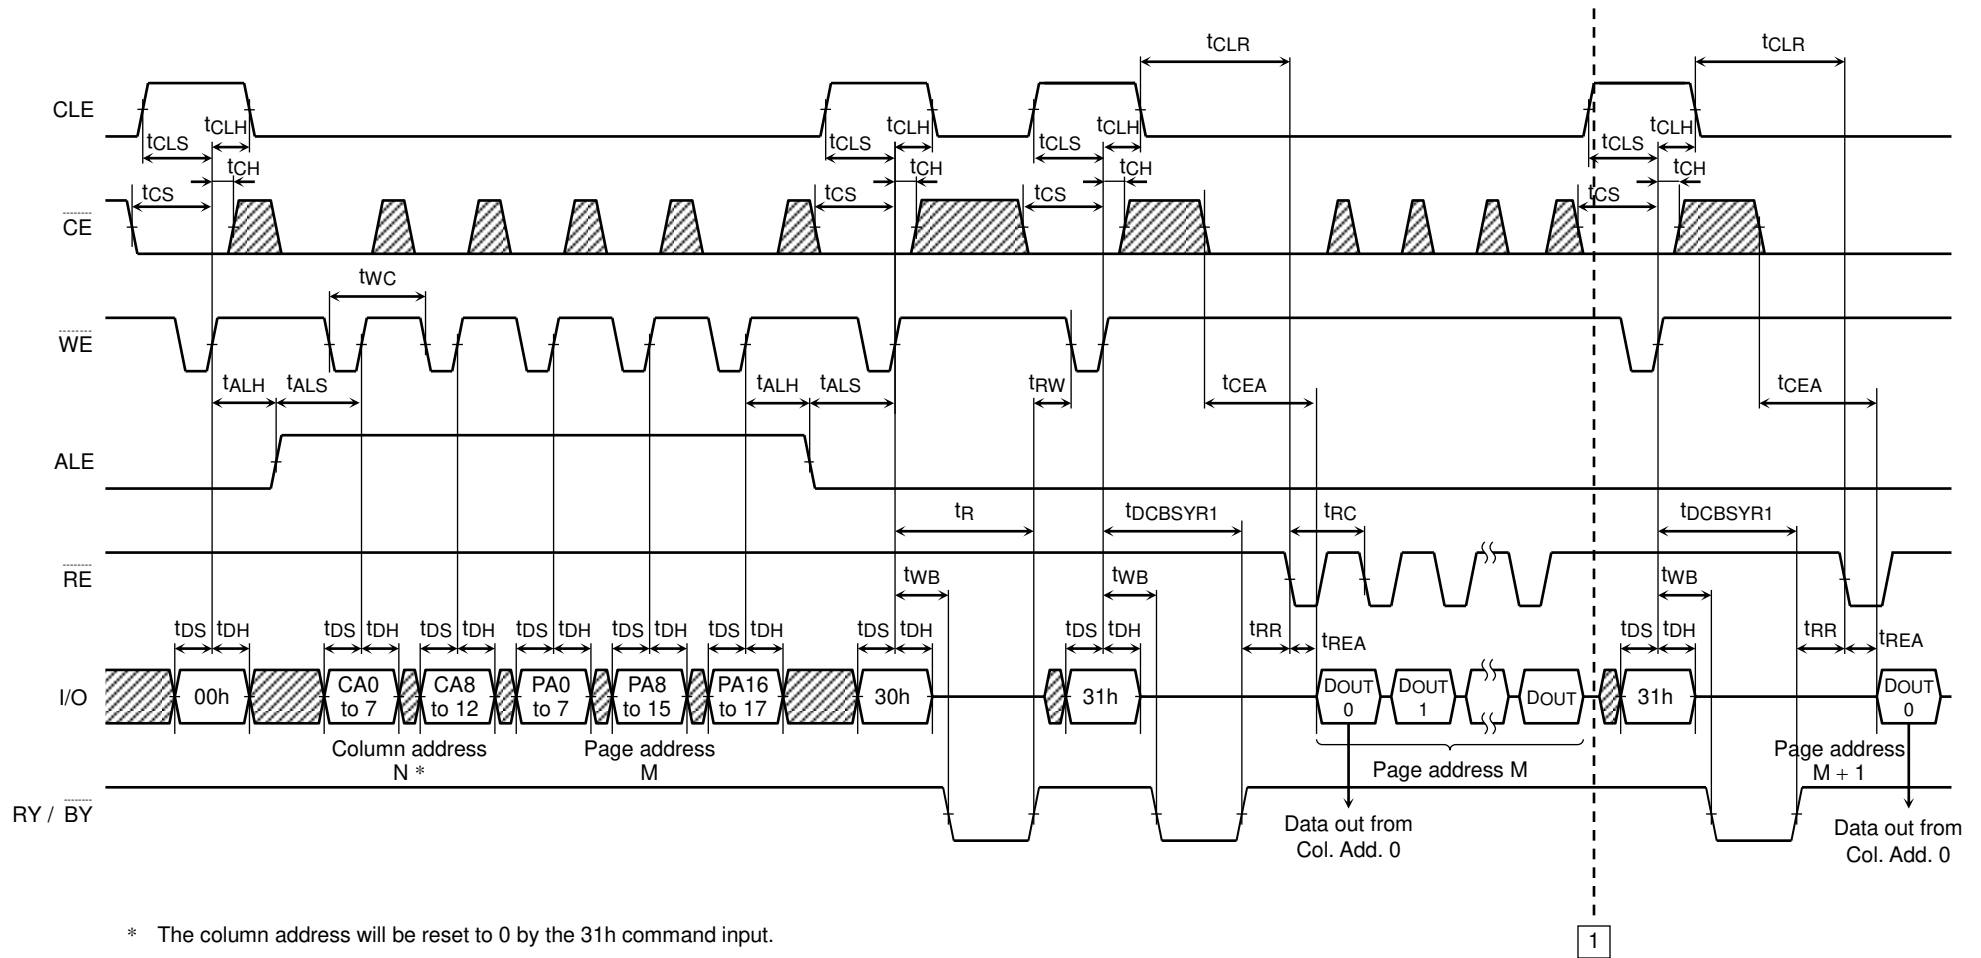 tCLR tCLR
CLE
tCLH tCLH tCLH tCLH
tCLS tCLS tCLS tCLS
tCH tCH tCH tCH
tCS tCS tCS tCS
CE
tWC
WE
tALH tALS tALH tALS tRW tCEA tCEA
ALE
tR tDCBSYR1 tRC tDCBSYR1
RE
tWB tWB tWB
tDS tDH tDS tDH tDS tDH tDS tDH tDS tDH tDS tDH tDS tDH tDS tDH tRR tREA tDS tDH tRR tREA
I/O
00h
CA0
to 7
CA8
to 12
PA0
to 7
PA8
to 15
PA16
to 17
30h
31h
DOUT
0
DOUT
1
DOUT
31h
DOUT
0
Column address
N *
Page address
M
Page address M
Page address
M + 1
RY / BY
Data out from
Col. Add. 0
Data out from
Col. Add. 0
* The column address will be reset to 0 by the 31h command input.
1